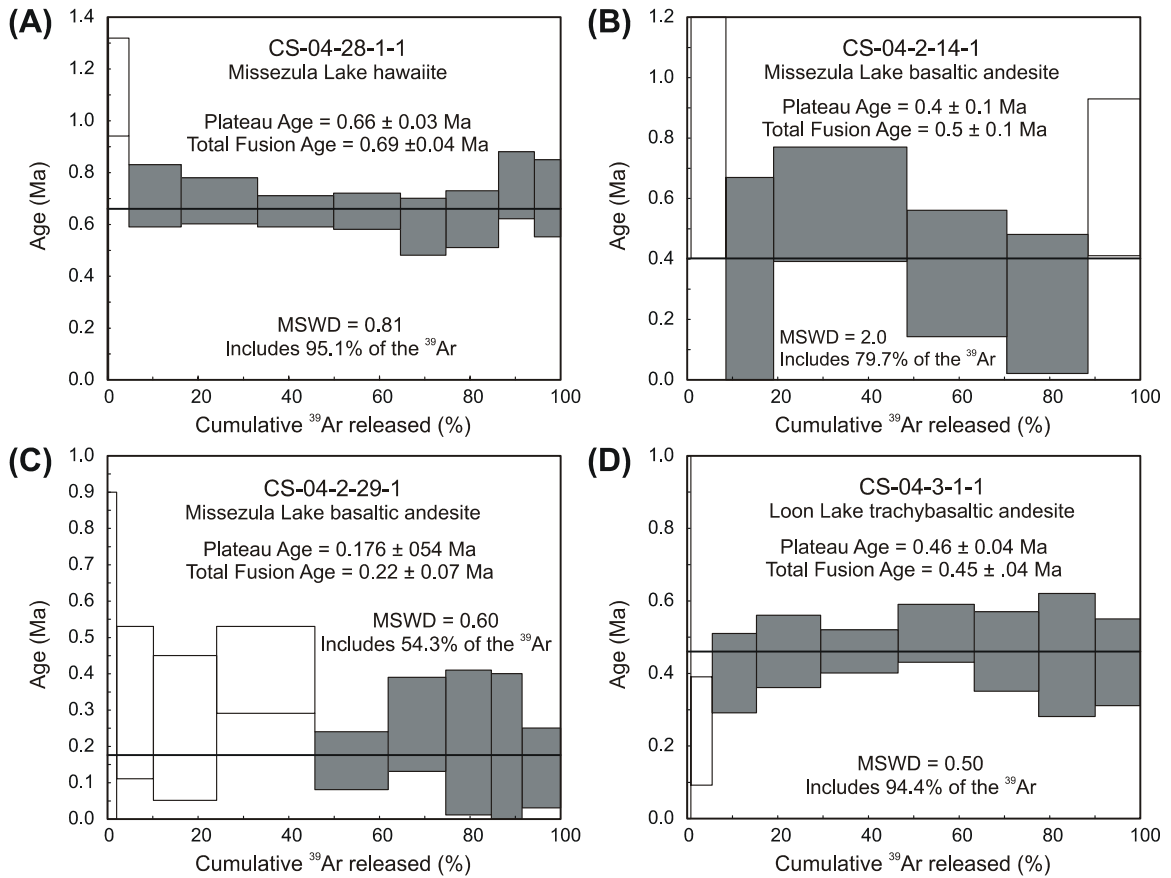 (A)
CS-04-28-1-1
Missezula Lake hawaiite
Plateau Age = 0.66 ± 0.03 Ma
Total Fusion Age = 0.69 ±0.04 Ma
MSWD = 0.81
Includes 95.1% of the ³⁹Ar
Age (Ma)
1.4
1.2
1.0
0.8
0.6
0.4
0.2
0.0
0 20 40 60 80 100
Cumulative ³⁹Ar released (%)
(B)
CS-04-2-14-1
Missezula Lake basaltic andesite
Plateau Age = 0.4 ± 0.1 Ma
Total Fusion Age = 0.5 ± 0.1 Ma
MSWD = 2.0
Includes 79.7% of the ³⁹Ar
Age (Ma)
1.2
1.0
0.8
0.6
0.4
0.2
0.0
0 20 40 60 80 100
Cumulative ³⁹Ar released (%)
(C)
CS-04-2-29-1
Missezula Lake basaltic andesite
Plateau Age = 0.176 ± 054 Ma
Total Fusion Age = 0.22 ± 0.07 Ma
MSWD = 0.60
Includes 54.3% of the ³⁹Ar
Age (Ma)
1.0
0.9
0.8
0.7
0.6
0.5
0.4
0.3
0.2
0.1
0.0
0 20 40 60 80 100
Cumulative ³⁹Ar released (%)
(D)
CS-04-3-1-1
Loon Lake trachybasaltic andesite
Plateau Age = 0.46 ± 0.04 Ma
Total Fusion Age = 0.45 ± .04 Ma
MSWD = 0.50
Includes 94.4% of the ³⁹Ar
Age (Ma)
1.0
0.8
0.6
0.4
0.2
0.0
0 20 40 60 80 100
Cumulative ³⁹Ar released (%)